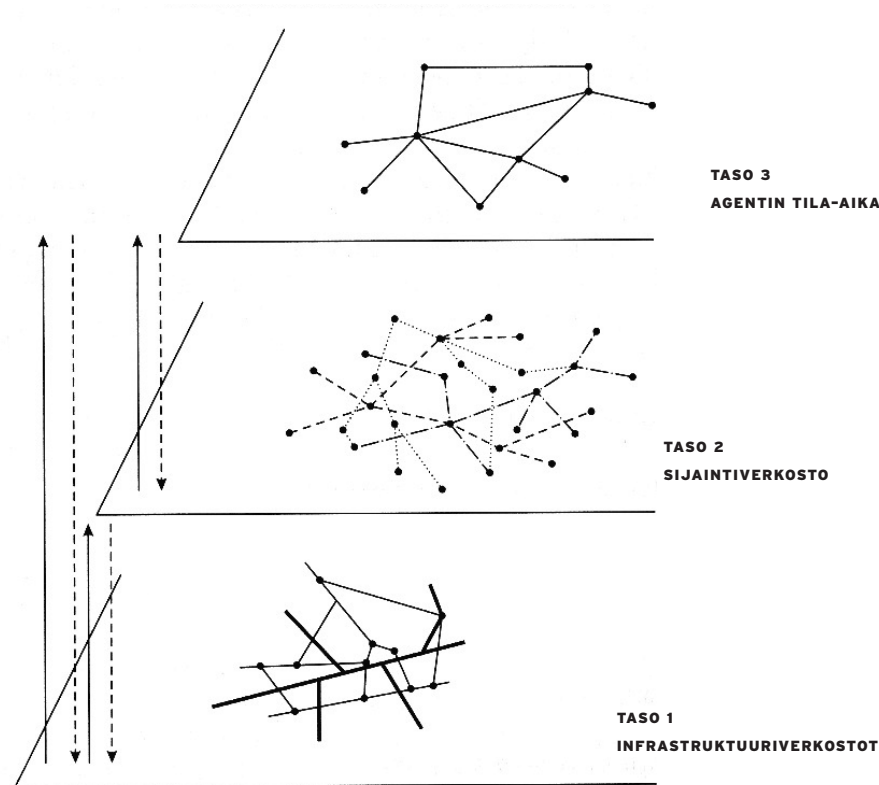 TASO 3
AGENTIN TILA-AIKA
TASO 2
SIJAINTIVERKOSTO
TASO 1
INFRASTRUKTUURIVERKOSTOT